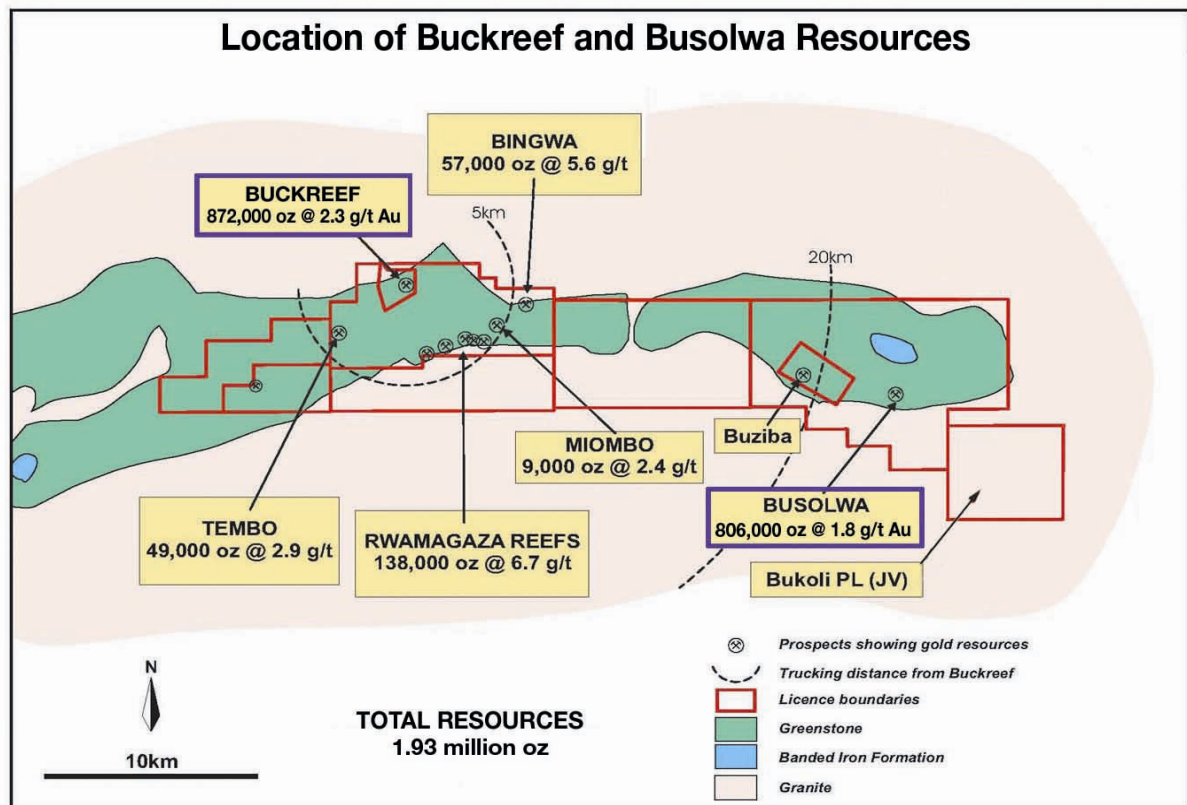 Location of Buckreef and Busolwa Resources
BINGWA
57,000 oz @ 5.6 g/t
BUCKREEF
872,000 oz @ 2.3 g/t Au
5km
20km
Buziba
MIOMBO
9,000 oz @ 2.4 g/t
TEMBO
49,000 oz @ 2.9 g/t
RWAMAGAZA REEFS
138,000 oz @ 6.7 g/t
BUSOLWA
806,000 oz @ 1.8 g/t Au
Bukoli PL (JV)
N
10km
TOTAL RESOURCES
1.93 million oz
Prospects showing gold resources
Trucking distance from Buckreef
Licence boundaries
Greenstone
Banded Iron Formation
Granite